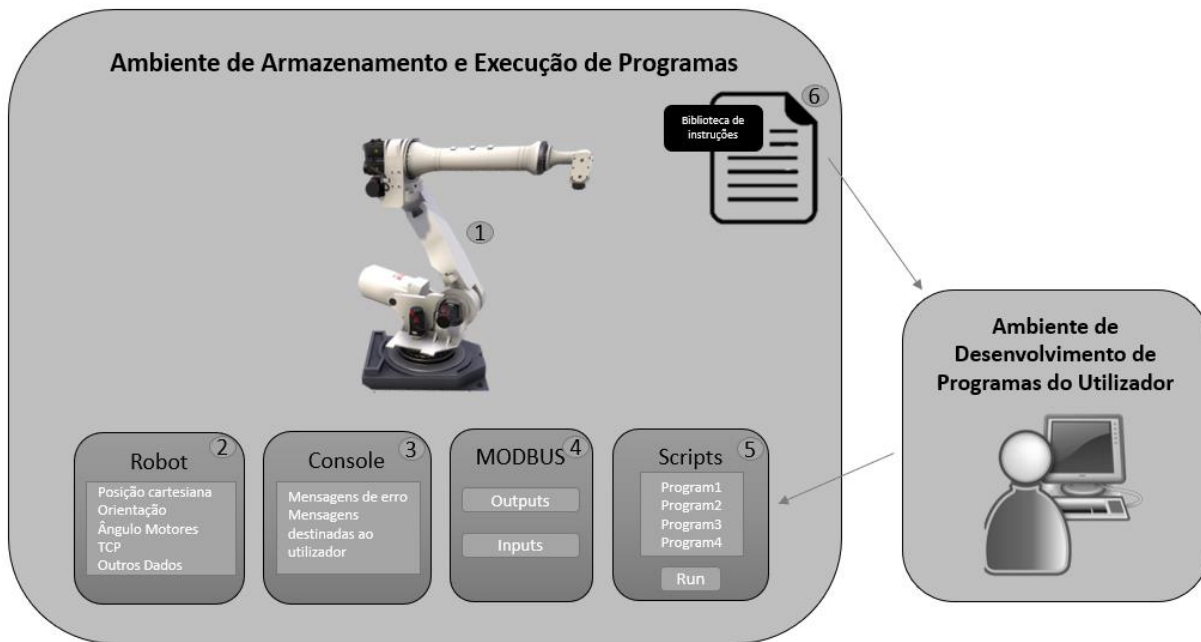 Ambiente de Armazenamento e Execução de Programas
6
Biblioteca de
instruções
1
Ambiente de
Desenvolvimento de
Programas do Utilizador
2
Robot
Posição cartesiana
Orientação
Ângulo Motores
TCP
Outros Dados
3
Console
Mensagens de erro
Mensagens
destinadas ao
utilizador
4
MODBUS
Outputs
Inputs
5
Scripts
Program1
Program2
Program3
Program4
Run